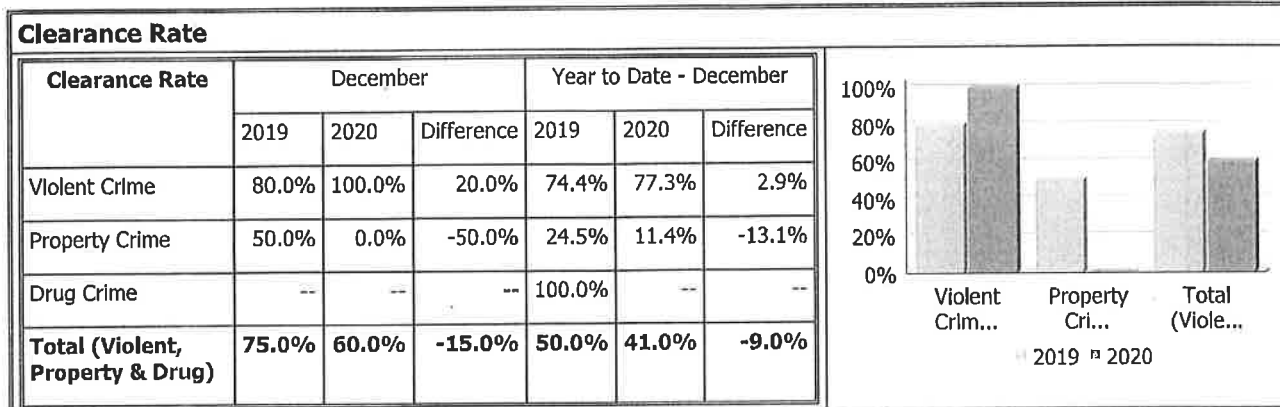 Clearance Rate
Clearance Rate December Year to Date - December
2019 2020 Difference 2019 2020 Difference
Violent Crime 80.0% 100.0% 20.0% 74.4% 77.3% 2.9%
Property Crime 50.0% 0.0% -50.0% 24.5% 11.4% -13.1%
Drug Crime -- -- -- 100.0% -- --
Total (Violent,
Property & Drug) 75.0% 60.0% -15.0% 50.0% 41.0% -9.0%
100%
80%
60%
40%
20%
0%
Violent
Crim...
Property
Cri...
Total
(Viole...
2019 2020